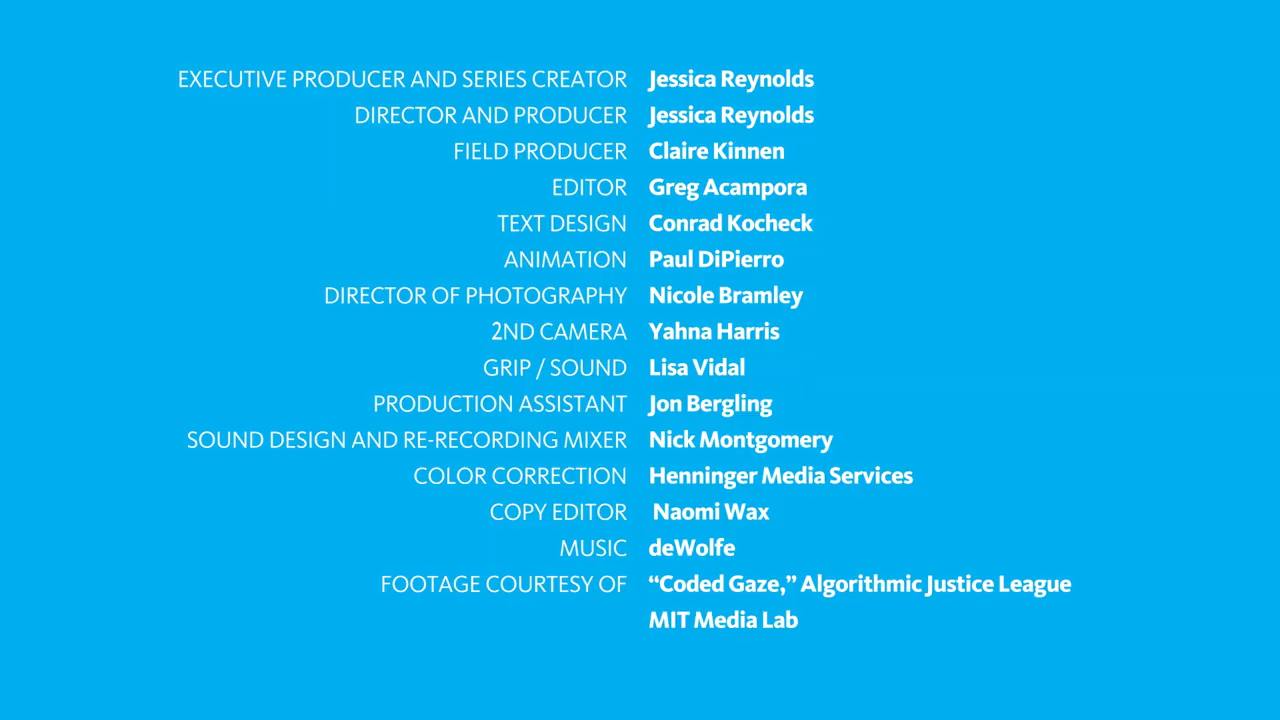 EXECUTIVE PRODUCER AND SERIES CREATOR Jessica Reynolds
DIRECTOR AND PRODUCER Jessica Reynolds
FIELD PRODUCER Claire Kinnen
EDITOR Greg Acampora
TEXT DESIGN Conrad Kocheck
ANIMATION Paul DiPierro
DIRECTOR OF PHOTOGRAPHY Nicole Bramley
2ND CAMERA Yahna Harris
GRIP / SOUND Lisa Vidal
PRODUCTION ASSISTANT Jon Bergling
SOUND DESIGN AND RE-RECORDING MIXER Nick Montgomery
COLOR CORRECTION Henninger Media Services
COPY EDITOR Naomi Wax
MUSIC deWolfe
FOOTAGE COURTESY OF “Coded Gaze,” Algorithmic Justice League
MIT Media Lab